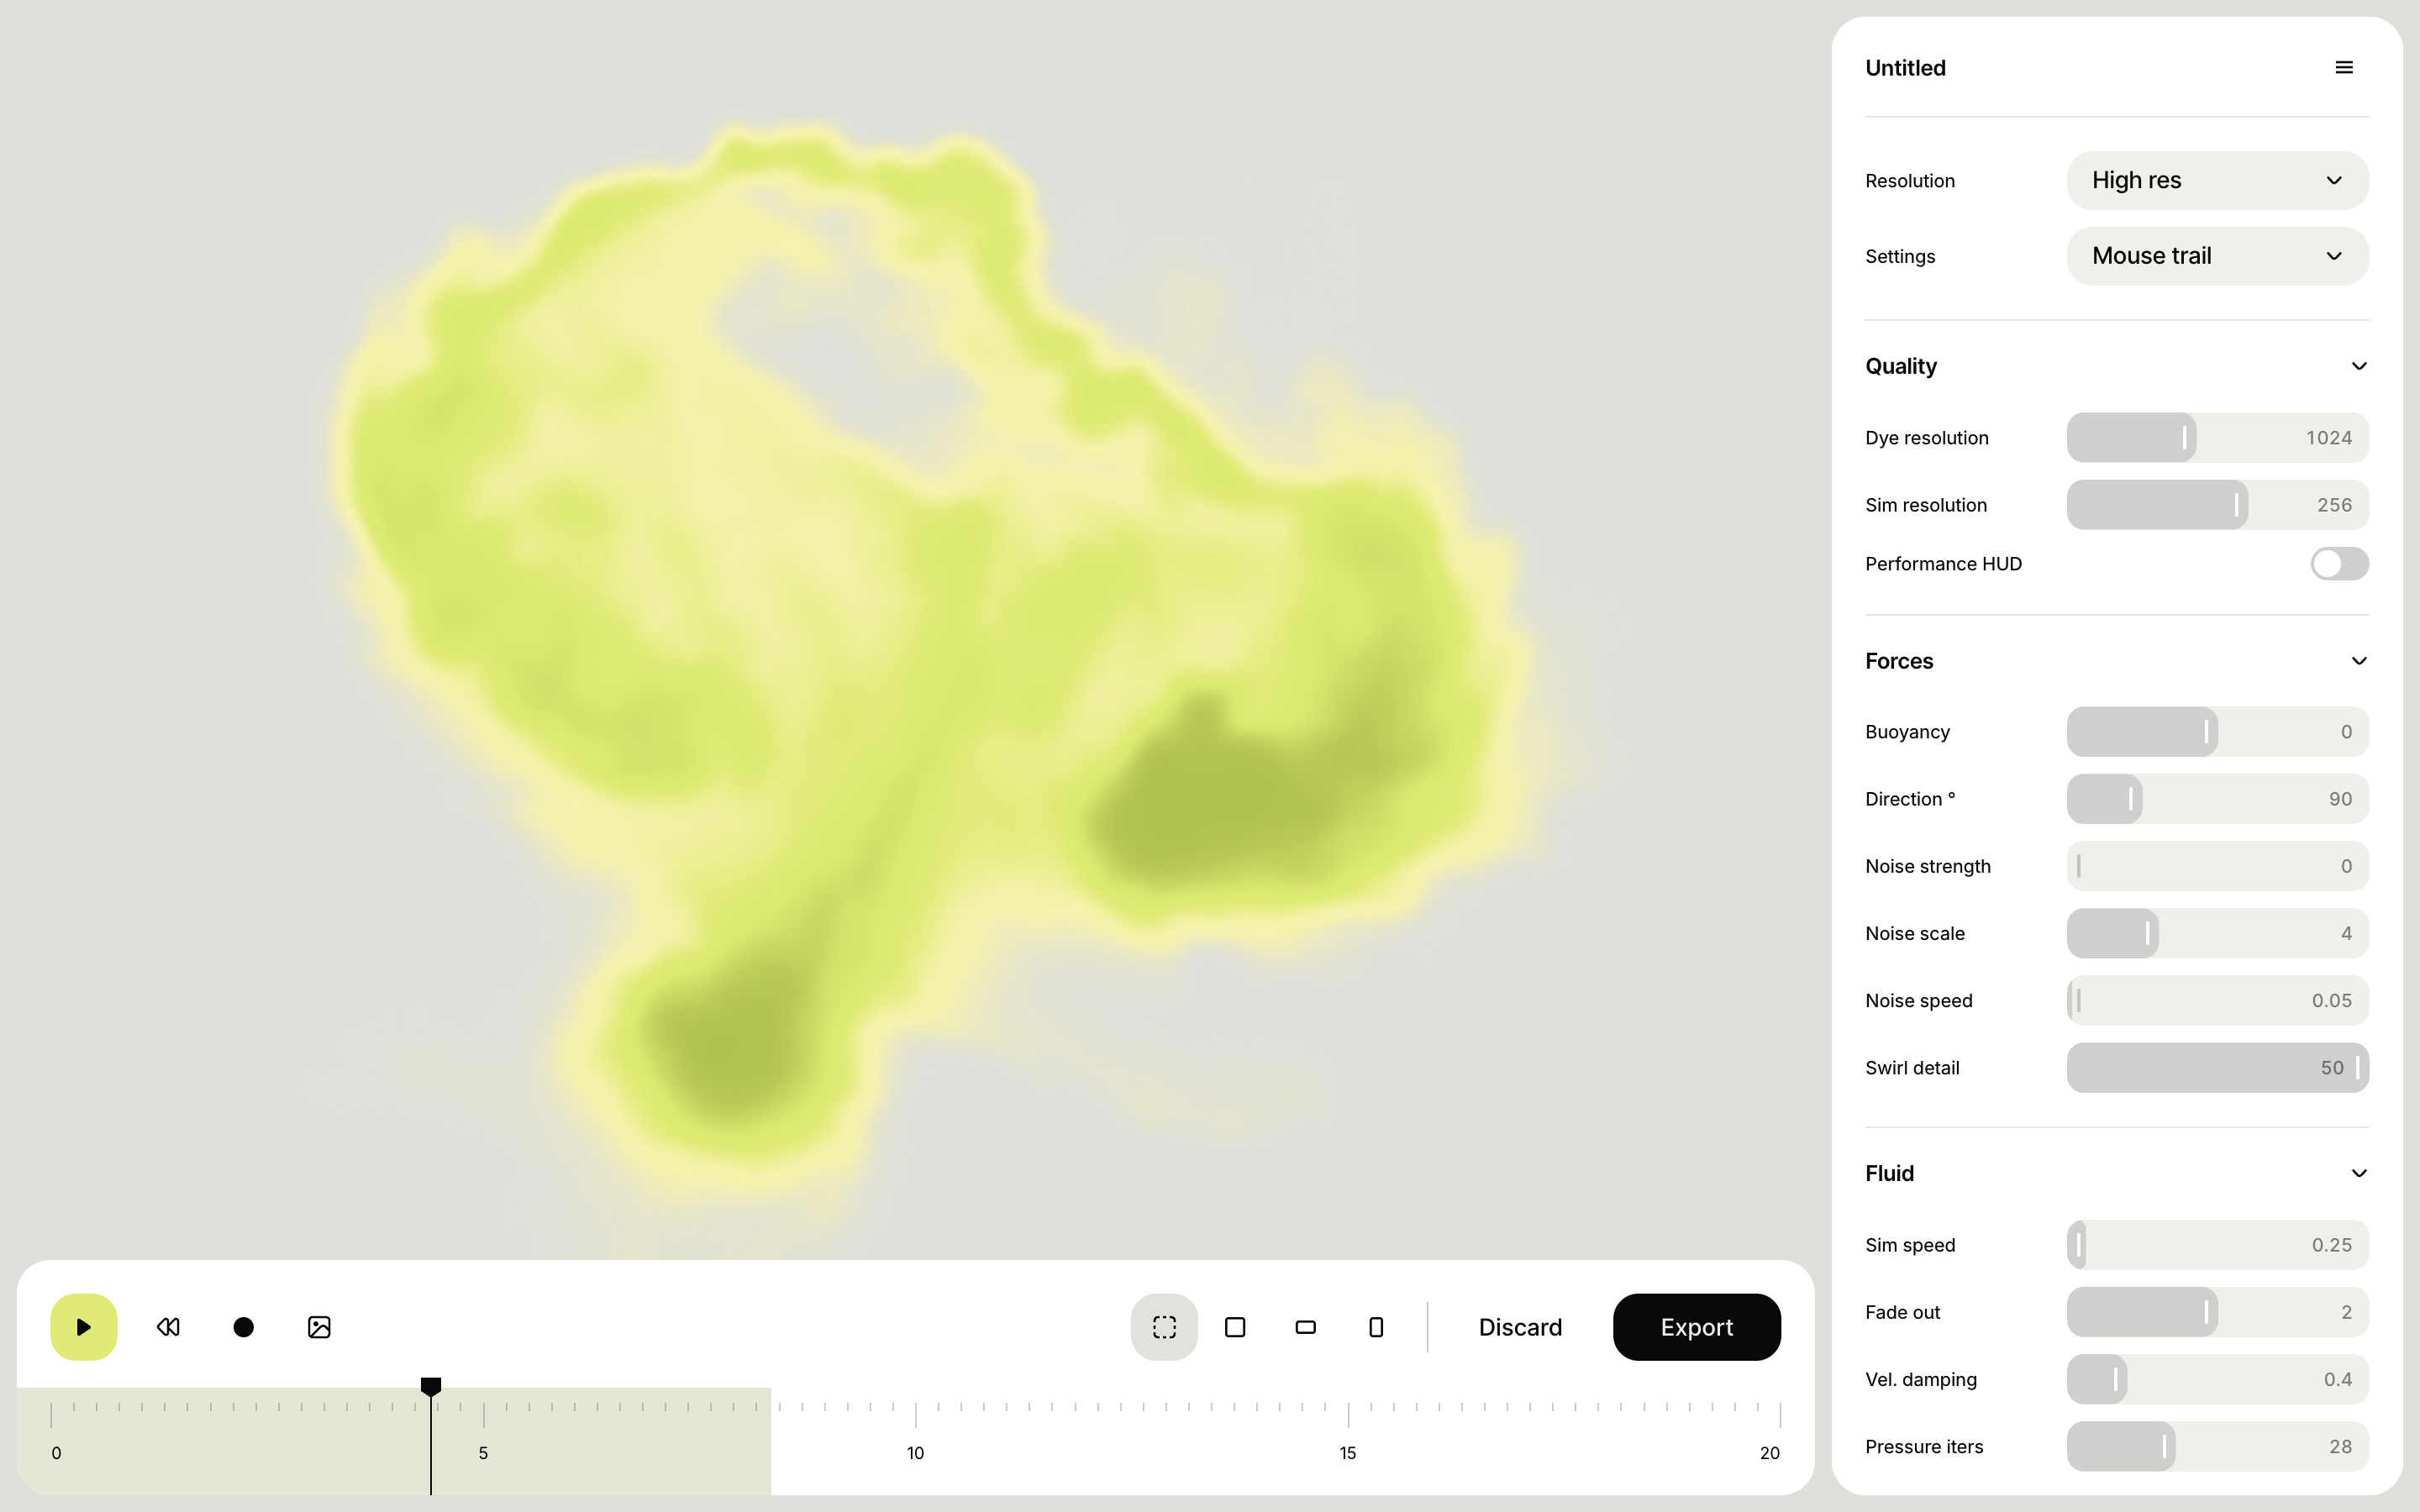 Untitled
Resolution High res
Settings Mouse trail
Quality
Dye resolution 1024
Sim resolution 256
Performance HUD
Forces
Buoyancy 0
Direction ° 90
Noise strength 0
Noise scale 4
Noise speed 0.05
Swirl detail 50
Fluid
Sim speed 0.25
Fade out 2
Vel. damping 0.4
Pressure iters 28
Discard Export
0 5 10 15 20